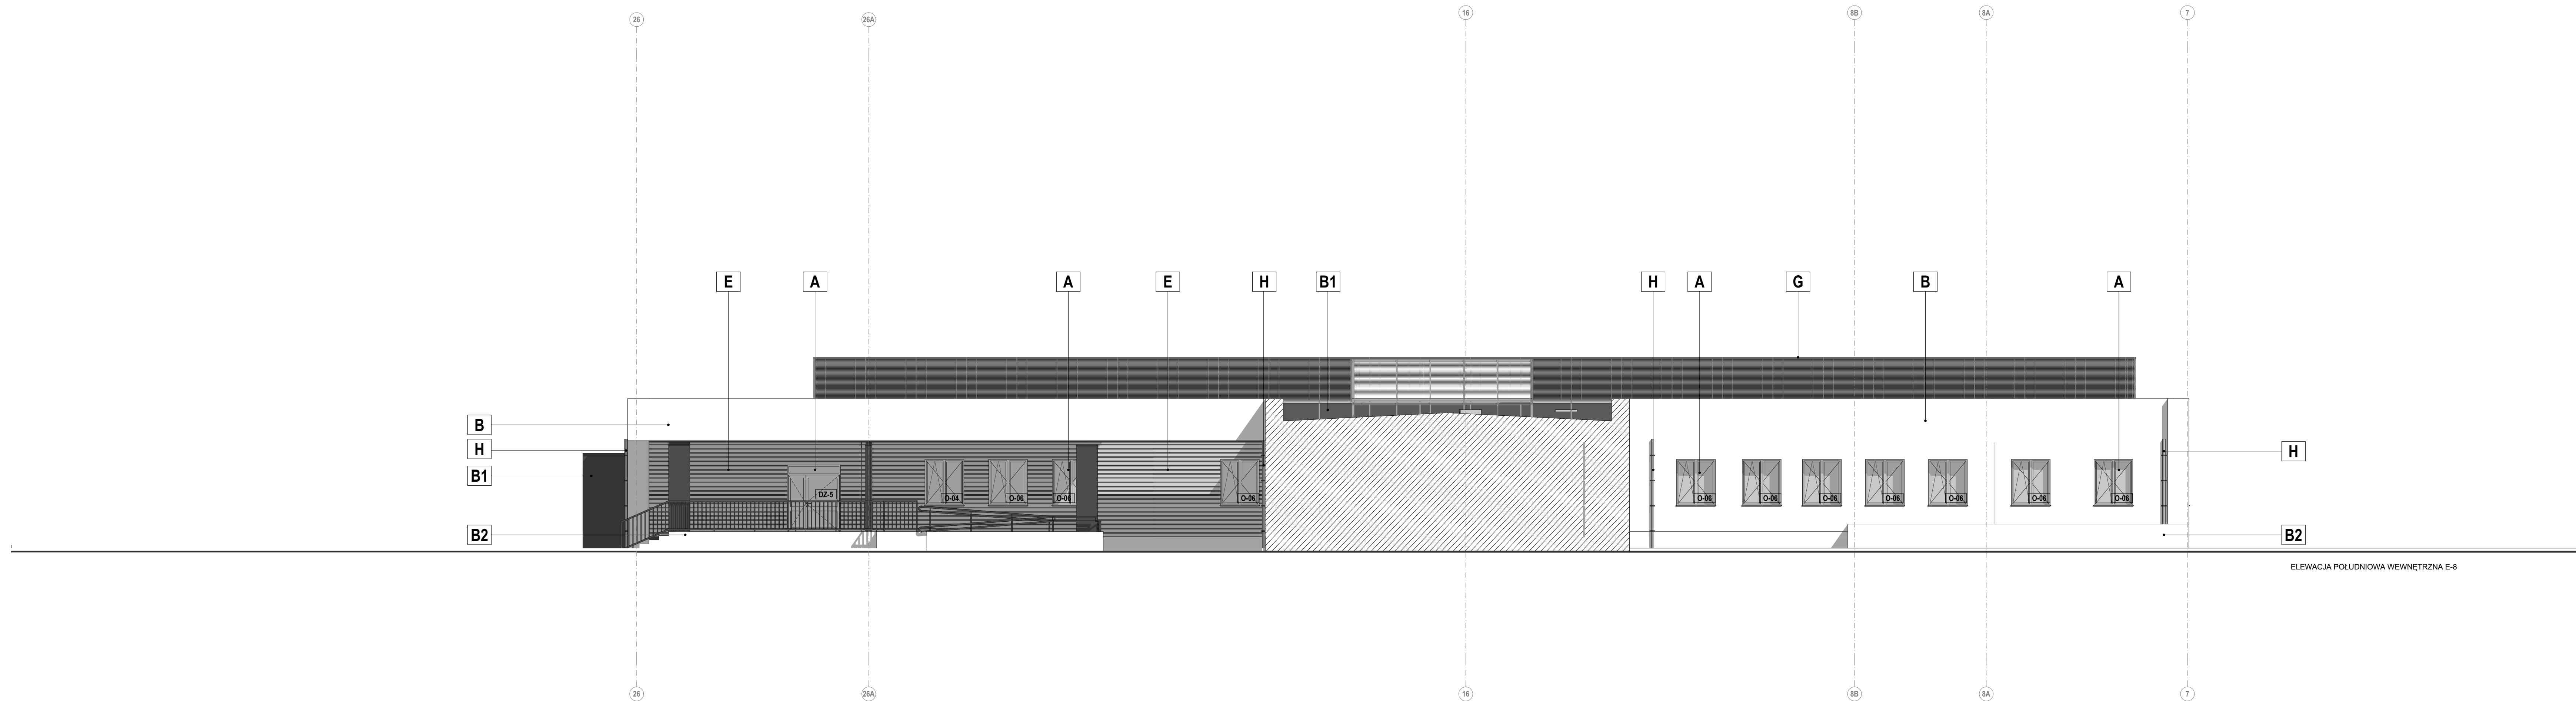 26 26A 16 8B 8A 7
E A A E H B1 H A G B A
B
H H
B1
DZ-5 O-04 O-06 O-06 O-06 O-06 O-06 O-06 O-06 O-06 O-06 O-06
B2 B2
ELEWACJA POŁUDNIOWA WEWNĘTRZNA E-8
26 26A 16 8B 8A 7